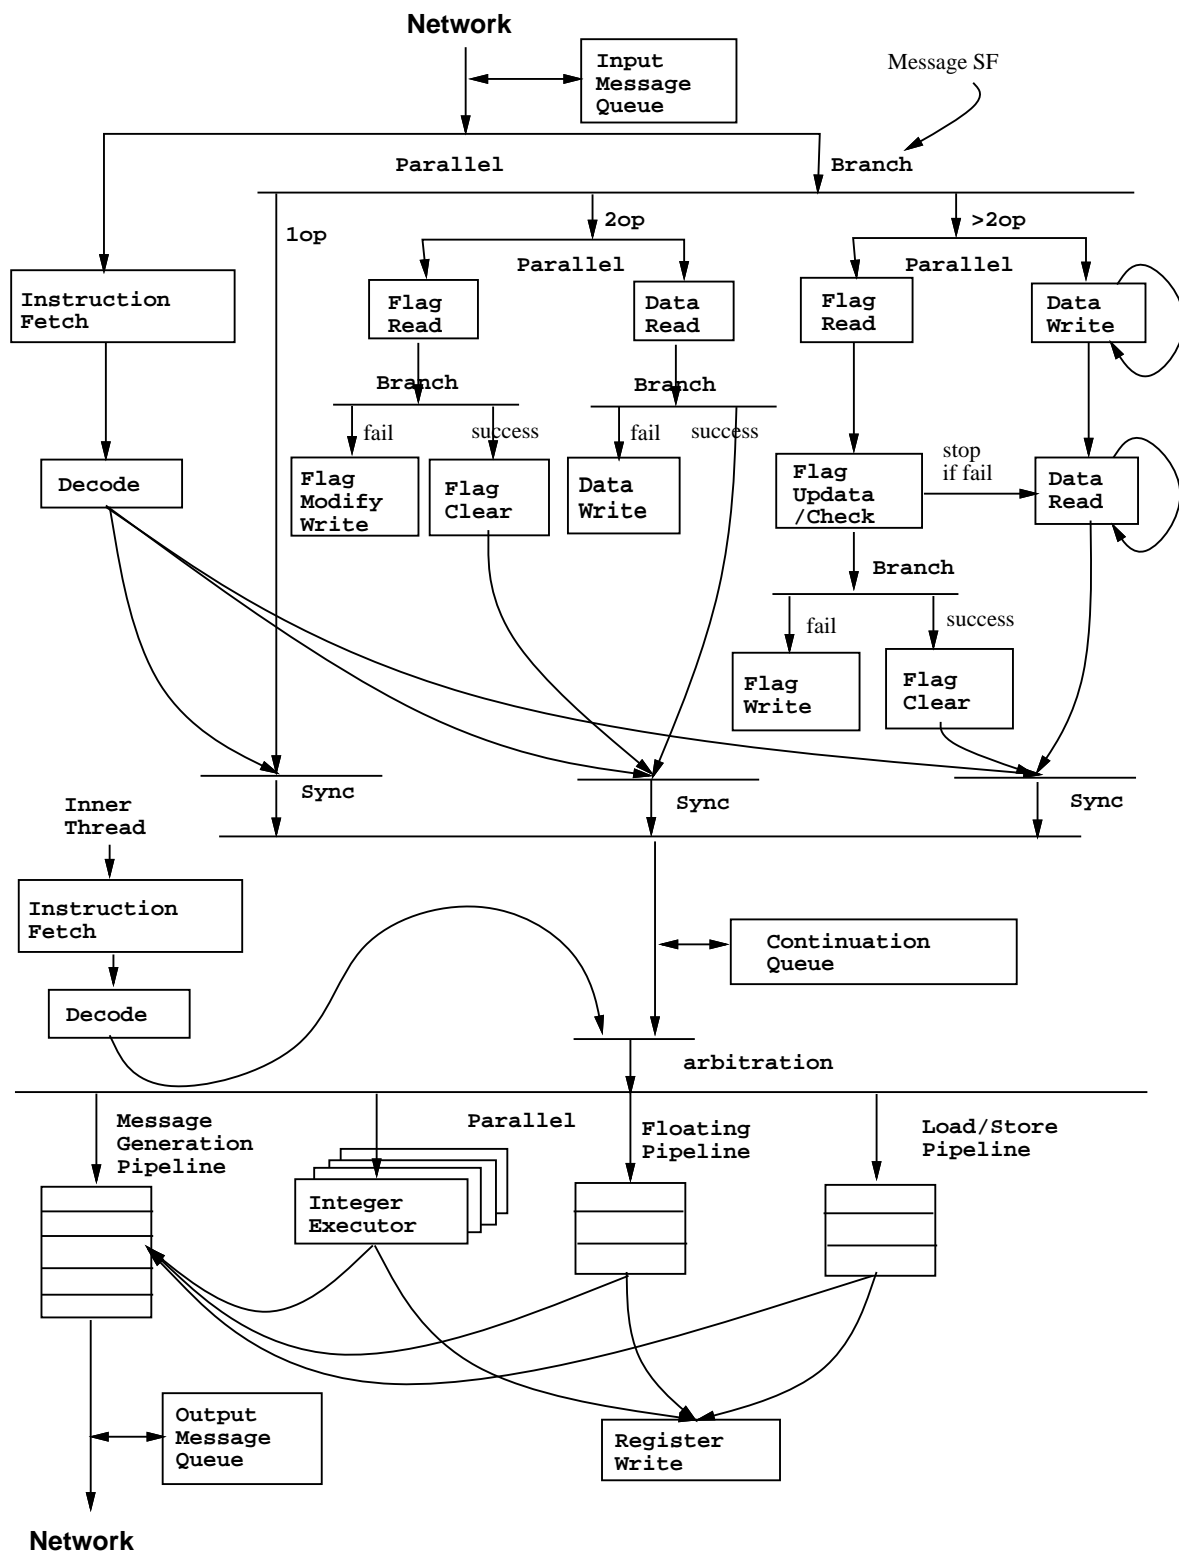 Network
Input
Message
Queue
Message SF
Parallel
Branch
1op
2op
>2op
Parallel
Parallel
Instruction
Fetch
Flag
Read
Data
Read
Flag
Read
Data
Write
Branch
Branch
fail
success
fail
success
stop
if fail
Decode
Flag
Modify
Write
Flag
Clear
Data
Write
Flag
Updata
/Check
Data
Read
Branch
fail
success
Flag
Write
Flag
Clear
Sync
Sync
Sync
Inner
Thread
Instruction
Fetch
Continuation
Queue
Decode
arbitration
Message
Generation
Pipeline
Parallel
Floating
Pipeline
Load/Store
Pipeline
Integer
Executor
Output
Message
Queue
Register
Write
Network